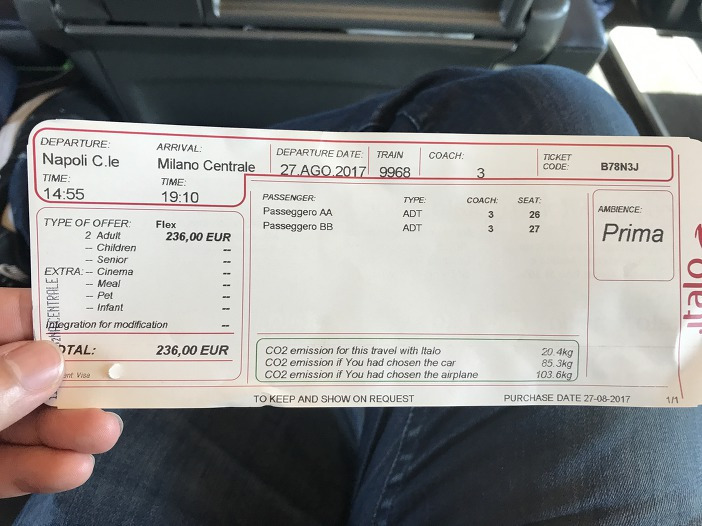 DEPARTURE: ARRIVAL: DEPARTURE DATE: TRAIN COACH: TICKET CODE: B78N3J
Napoli C.le Milano Centrale 27.AGO.2017 9968 3
TIME: TIME:
14:55 19:10
TYPE OF OFFER: Flex
2 Adult 236,00 EUR
-- Children --
-- Senior --
EXTRA: -- Cinema --
-- Meal --
-- Pet --
-- Infant --
Integration for modification --
TOTAL: 236,00 EUR
Visa
PASSENGER: TYPE: COACH: SEAT:
Passeggero AA ADT 3 26
Passeggero BB ADT 3 27
AMBIENCE:
Prima
CO2 emission for this travel with Italo 20.4kg
CO2 emission if You had chosen the car 85.3kg
CO2 emission if You had chosen the airplane 103.6kg
TO KEEP AND SHOW ON REQUEST PURCHASE DATE 27-08-2017 1/1
CENTRALE
italo